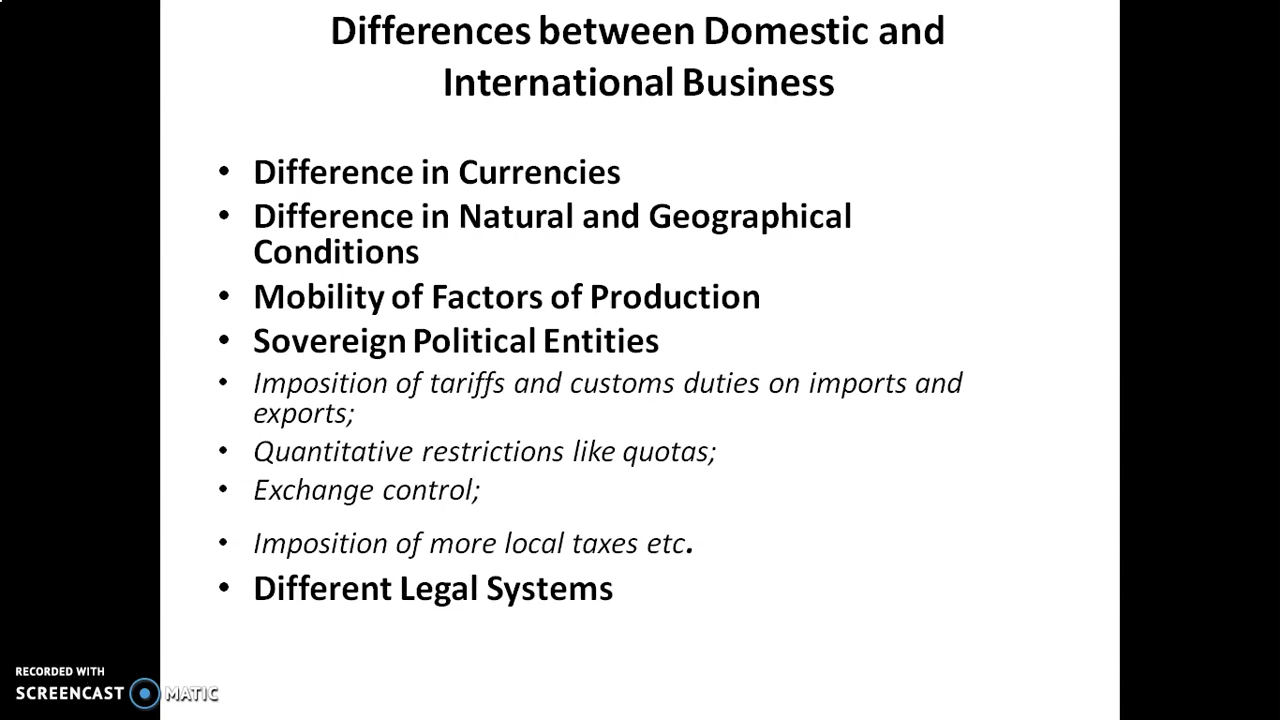 Differences between Domestic and
International Business
• Difference in Currencies
• Difference in Natural and Geographical
Conditions
• Mobility of Factors of Production
• Sovereign Political Entities
• Imposition of tariffs and customs duties on imports and
exports;
• Quantitative restrictions like quotas;
• Exchange control;
• Imposition of more local taxes etc.
• Different Legal Systems
RECORDED WITH
SCREENCAST MATIC